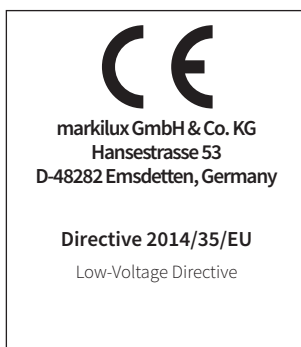 CE
markilux GmbH & Co. KG
Hansestrasse 53
D-48282 Emsdetten, Germany
Directive 2014/35/EU
Low-Voltage Directive